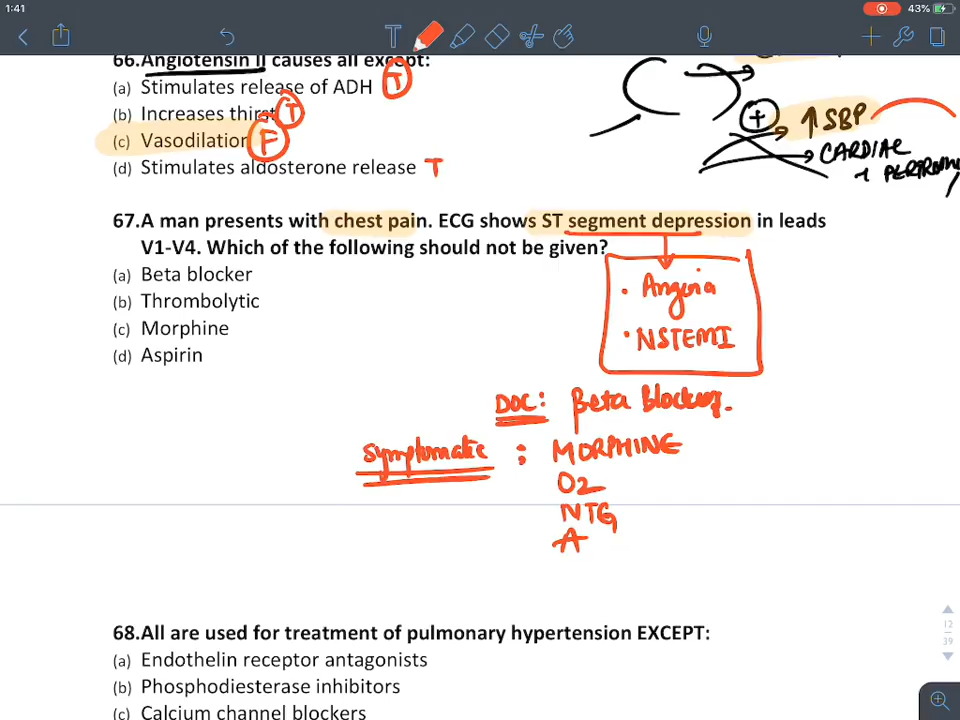 1:41
43%
T
66.Angiotensin II causes all except:
(a) Stimulates release of ADH T
(b) Increases thirst T
(c) Vasodilation F
(d) Stimulates aldosterone release T
+ ↑SBP
CARDIAC
+
67.A man presents with chest pain. ECG shows ST segment depression in leads
V1-V4. Which of the following should not be given?
(a) Beta blocker
(b) Thrombolytic
(c) Morphine
(d) Aspirin
• Angina
• NSTEMI
DOC: Beta Blockers.
Symptomatic : MORPHINE
O2
NTG
A
68.All are used for treatment of pulmonary hypertension EXCEPT:
(a) Endothelin receptor antagonists
(b) Phosphodiesterase inhibitors
(c) Calcium channel blockers
12
39